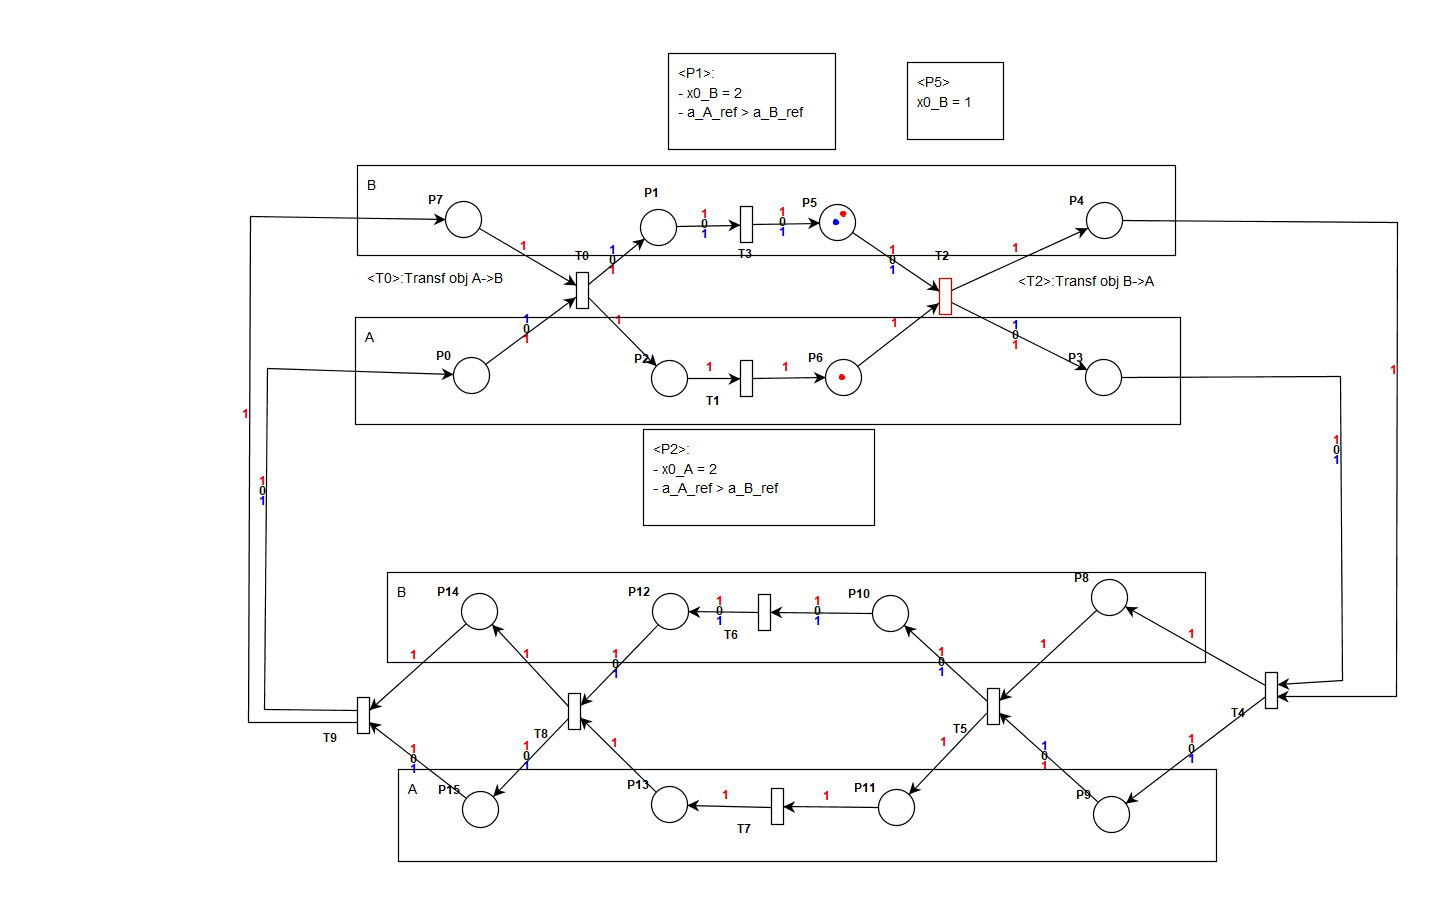 <P1>:
- x0_B = 2
- a_A_ref > a_B_ref
<P5>
x0_B = 1
B
P7
P1
P5
P4
1
0
1
1
0
1
T3
1
T0
1
0
1
1
0
1
T2
1
<T0>:Transf obj A->B
<T2>:Transf obj B->A
A
P0
1
0
1
1
P2
1
T1
1
P6
1
1
0
1
P3
1
1
1
0
1
1
0
1
<P2>:
- x0_A = 2
- a_A_ref > a_B_ref
B
P14
P12
1
0
1
T6
1
0
1
P10
P8
1
1
1
0
1
1
0
1
1
1
T9
T8
T5
T4
1
0
1
1
0
1
1
1
1
0
1
1
0
1
A
P15
P13
1
T7
1
P11
P9